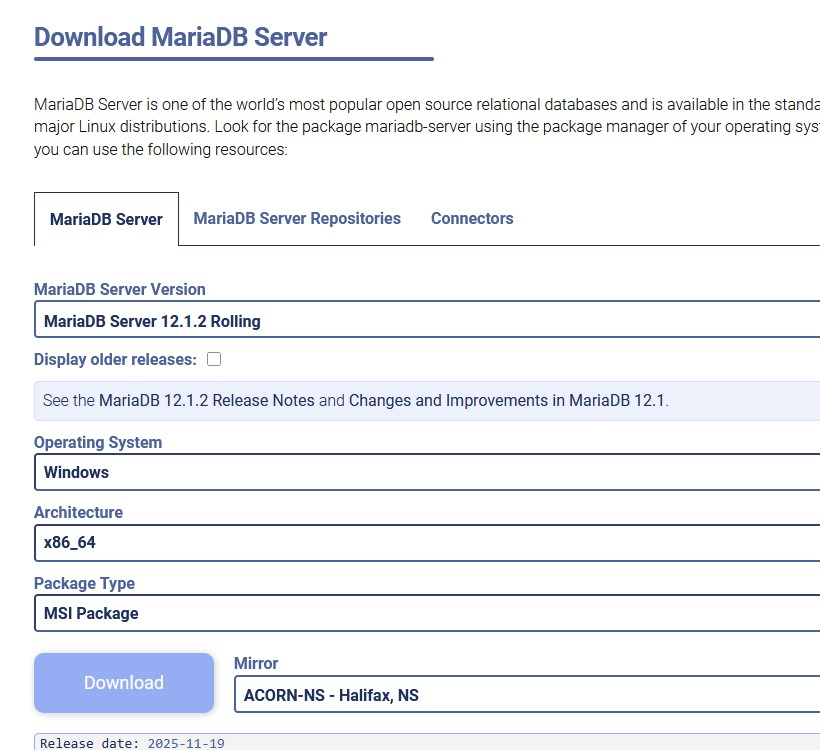 Download MariaDB Server
MariaDB Server is one of the world’s most popular open source relational databases and is available in the
major Linux distributions. Look for the package mariadb-server using the package manager of your operating
you can use the following resources:
MariaDB Server
MariaDB Server Repositories
Connectors
MariaDB Server Version
MariaDB Server 12.1.2 Rolling
Display older releases:
See the MariaDB 12.1.2 Release Notes and Changes and Improvements in MariaDB 12.1.
Operating System
Windows
Architecture
x86_64
Package Type
MSI Package
Download
Mirror
ACORN-NS - Halifax, NS
Release date: 2025-11-19